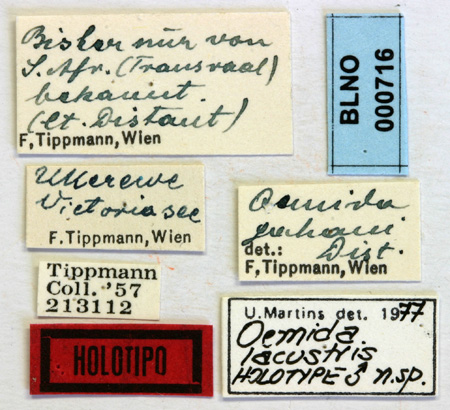 Bisher nur von
S. Afr. (Transvaal)
bekannt.
(lt. Distant)
F, Tippmann, Wien
BLNO
000716
Ukerewe
Victoriasee
F. Tippmann, Wien
Oemida
gahani
Dist.
det.:
F, Tippmann, Wien
Tippmann
Coll. '57
213112
HOLOTIPO
U. Martins det. 1977
Oemida
lacustris
HOLOTYPE ♂ n.sp.